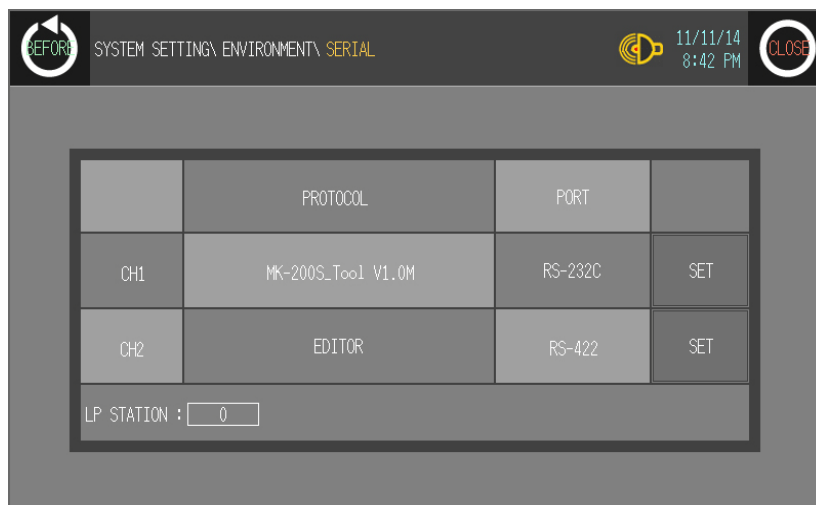 BEFORE
SYSTEM SETTING\ ENVIRONMENT\ SERIAL
11/11/14
8:42 PM
CLOSE
PROTOCOL PORT
CH1 MK-200S_Tool V1.0M RS-232C SET
CH2 EDITOR RS-422 SET
LP STATION : 0